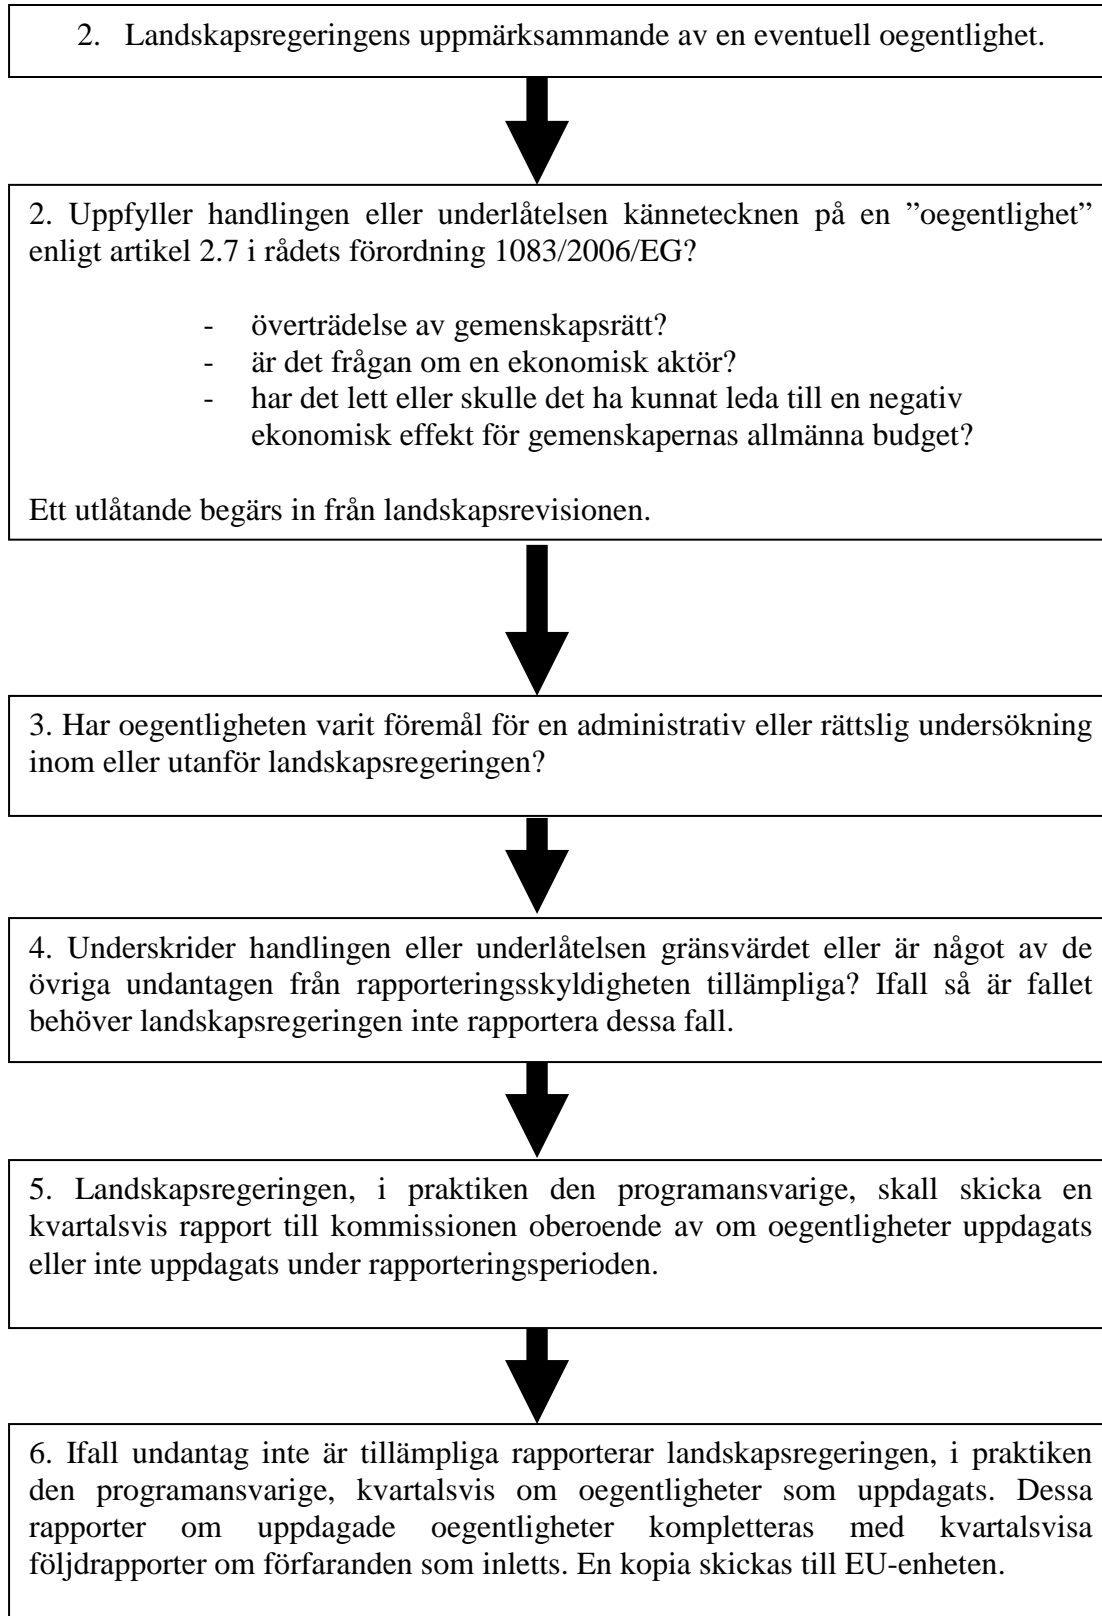 2. Landskapsregeringens uppmärksammande av en eventuell oegentlighet.
2. Uppfyller handlingen eller underlåtelsen kännetecknen på en ”oegentlighet”
enligt artikel 2.7 i rådets förordning 1083/2006/EG?
- överträdelse av gemenskapsrätt?
- är det frågan om en ekonomisk aktör?
- har det lett eller skulle det ha kunnat leda till en negativ
ekonomisk effekt för gemenskapernas allmänna budget?
Ett utlåtande begärs in från landskapsrevisionen.
3. Har oegentligheten varit föremål för en administrativ eller rättslig undersökning
inom eller utanför landskapsregeringen?
4. Underskrider handlingen eller underlåtelsen gränsvärdet eller är något av de
övriga undantagen från rapporteringsskyldigheten tillämpliga? Ifall så är fallet
behöver landskapsregeringen inte rapportera dessa fall.
5. Landskapsregeringen, i praktiken den programansvarige, skall skicka en
kvartalsvis rapport till kommissionen oberoende av om oegentligheter uppdagats
eller inte uppdagats under rapporteringsperioden.
6. Ifall undantag inte är tillämpliga rapporterar landskapsregeringen, i praktiken
den programansvarige, kvartalsvis om oegentligheter som uppdagats. Dessa
rapporter om uppdagade oegentligheter kompletteras med kvartalsvisa
följdrapporter om förfaranden som inletts. En kopia skickas till EU-enheten.